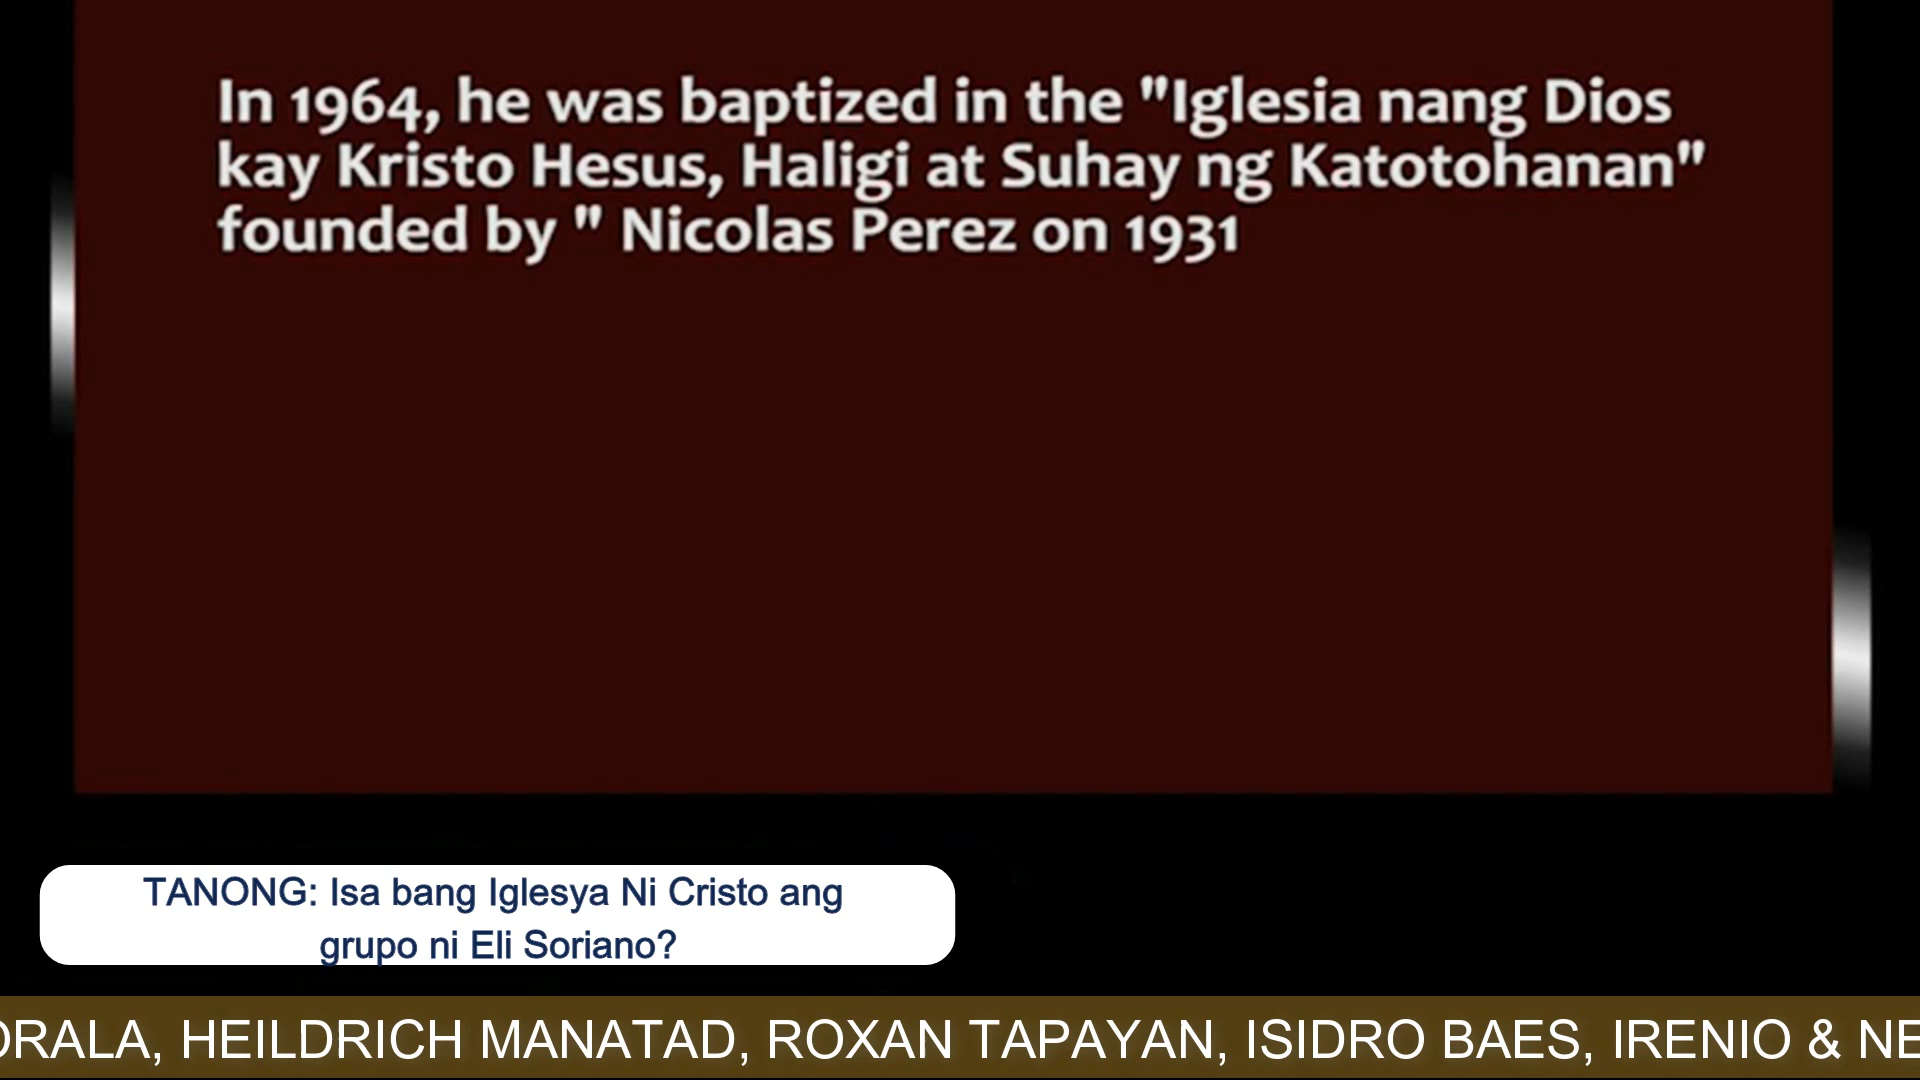 In 1964, he was baptized in the "Iglesia nang Dios
kay Kristo Hesus, Haligi at Suhay ng Katotohanan"
founded by " Nicolas Perez on 1931
TANONG: Isa bang Iglesya Ni Cristo ang
grupo ni Eli Soriano?
ORALA, HEILDRICH MANATAD, ROXAN TAPAYAN, ISIDRO BAES, IRENIO & NE